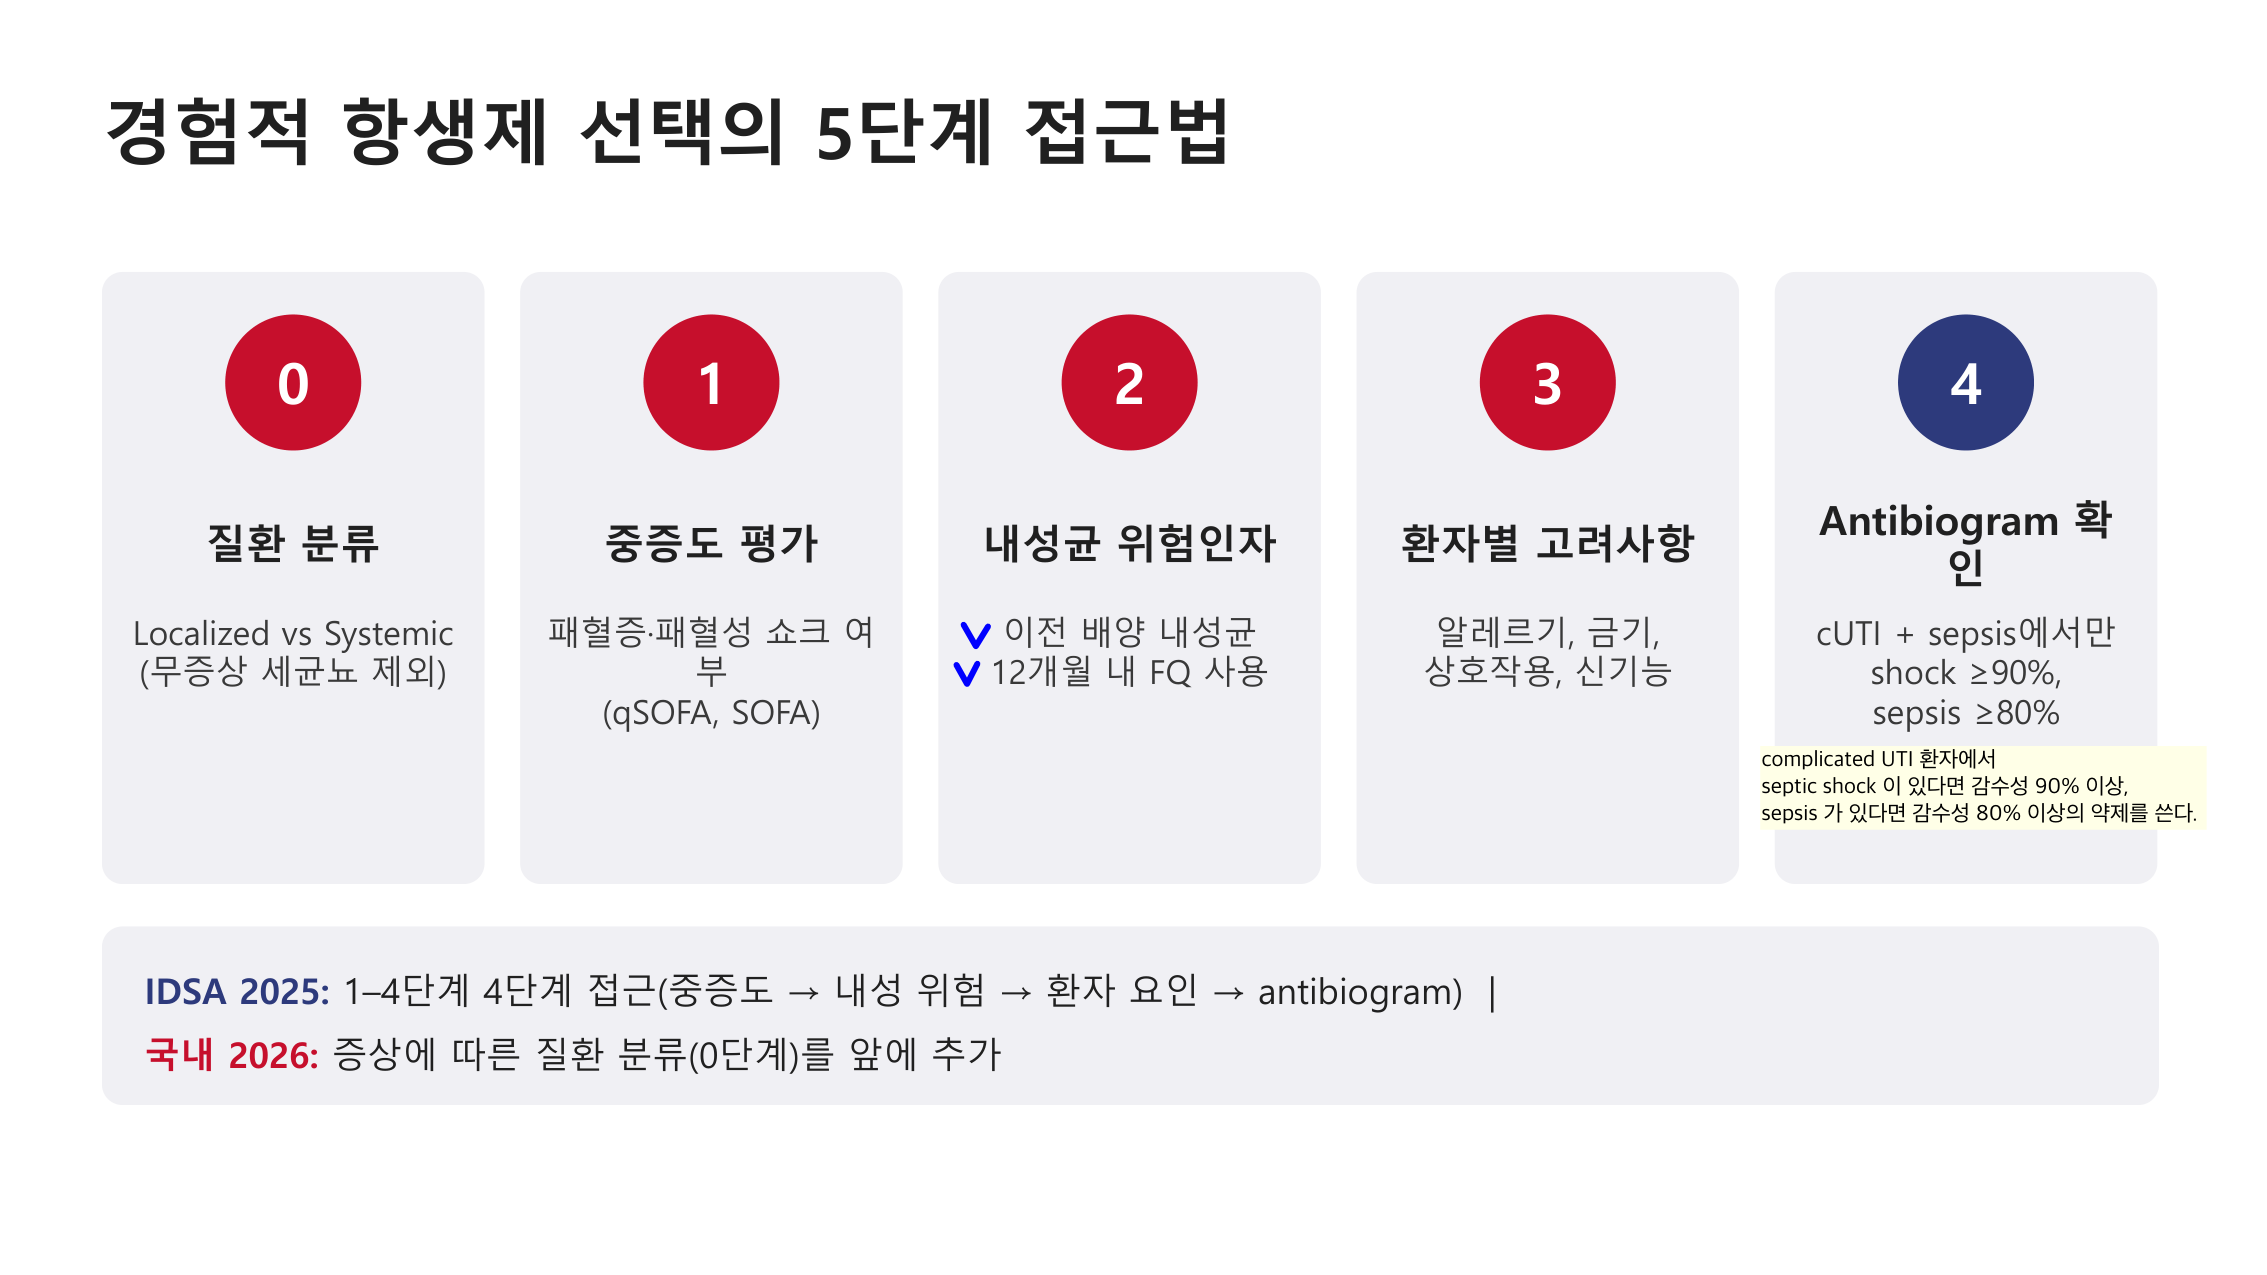 경험적 항생제 선택의 5단계 접근법
0
질환 분류
Localized vs Systemic
(무증상 세균뇨 제외)
1
중증도 평가
패혈증·패혈성 쇼크 여
부
(qSOFA, SOFA)
2
내성균 위험인자
이전 배양 내성균
12개월 내 FQ 사용
3
환자별 고려사항
알레르기, 금기,
상호작용, 신기능
4
Antibiogram 확
인
cUTI + sepsis에서만
shock ≥90%,
sepsis ≥80%
complicated UTI 환자에서
septic shock 이 있다면 감수성 90% 이상,
sepsis 가 있다면 감수성 80% 이상의 약제를 쓴다.
IDSA 2025: 1–4단계 4단계 접근(중증도 → 내성 위험 → 환자 요인 → antibiogram) |
국내 2026: 증상에 따른 질환 분류(0단계)를 앞에 추가